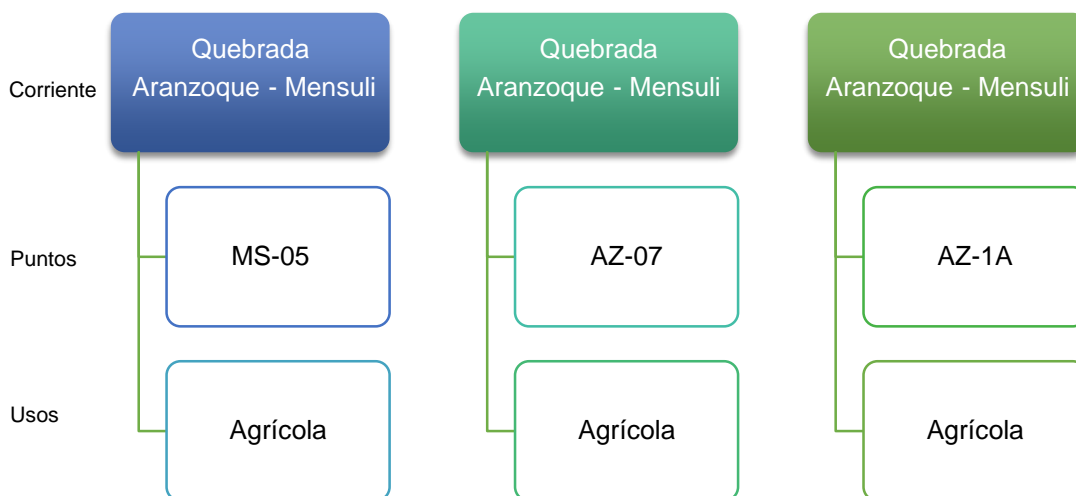 Corriente
Quebrada
Aranzoque - Mensuli
Quebrada
Aranzoque - Mensuli
Quebrada
Aranzoque - Mensuli
Puntos
MS-05
AZ-07
AZ-1A
Usos
Agrícola
Agrícola
Agrícola